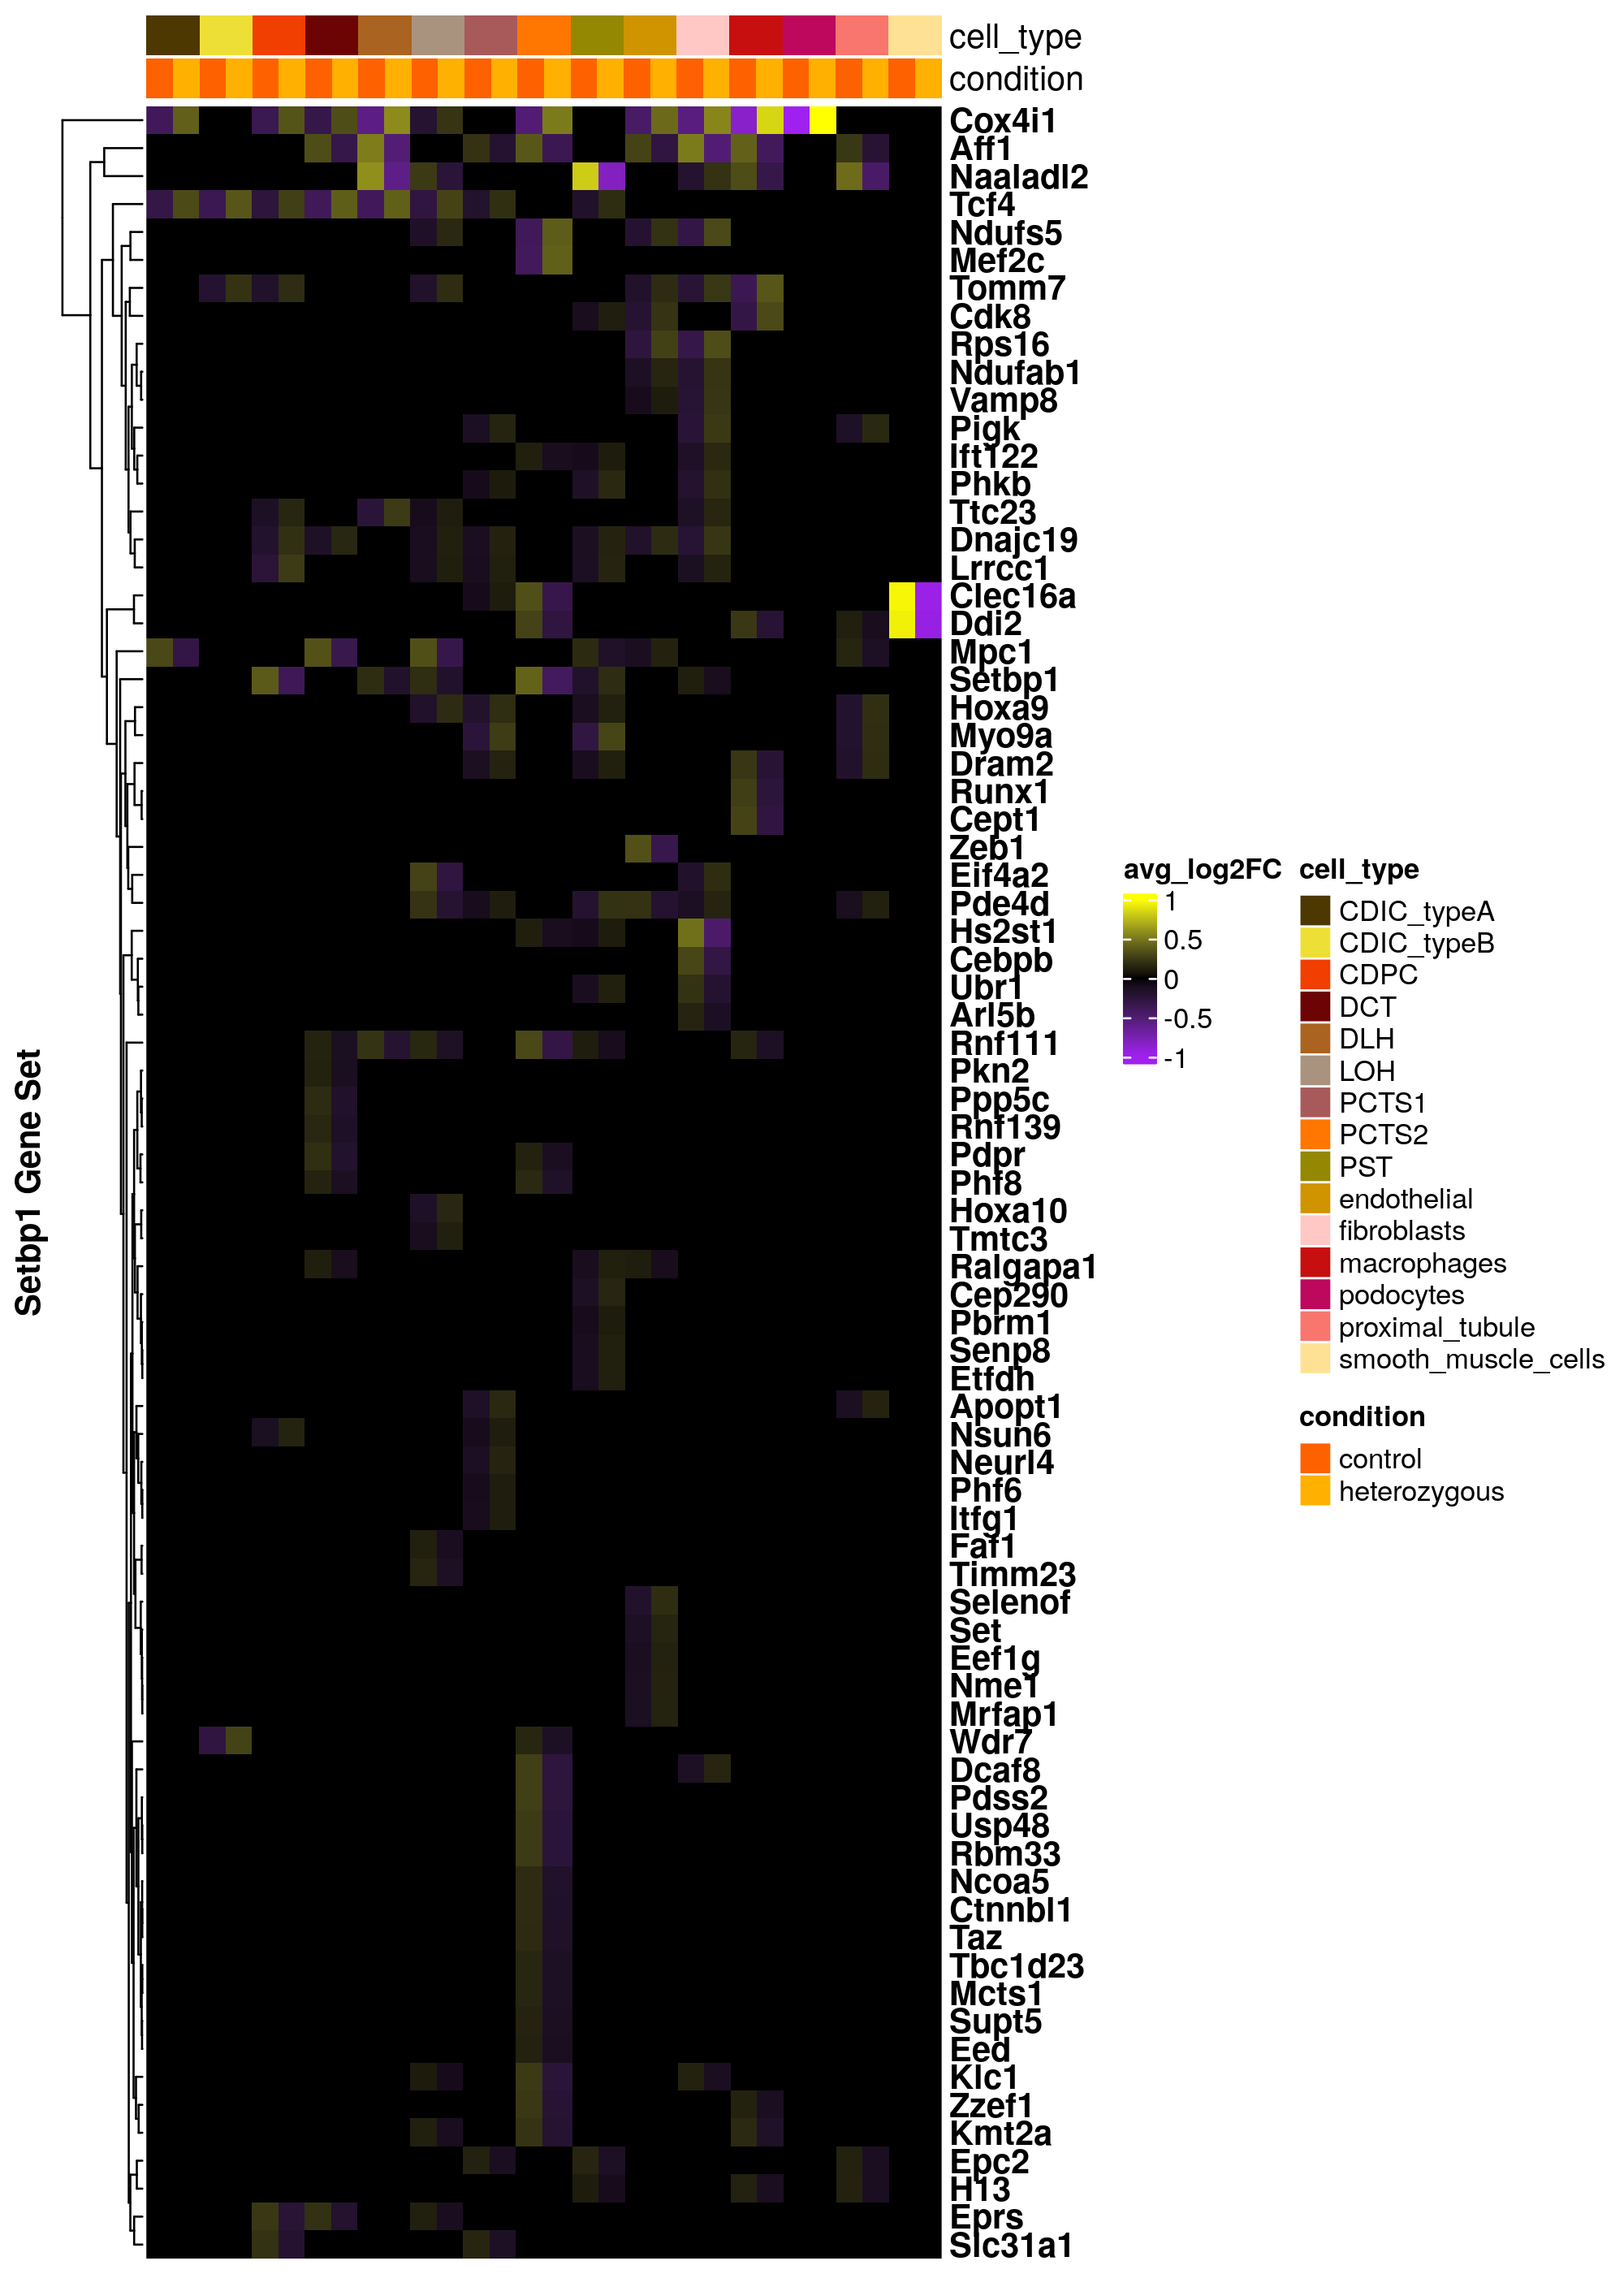 cell_type
condition
Cox4i1
Aff1
Naaladl2
Tcf4
Ndufs5
Mef2c
Tomm7
Cdk8
Rps16
Ndufab1
Vamp8
Pigk
Ift122
Phkb
Ttc23
Dnajc19
Lrrcc1
Clec16a
Ddi2
Mpc1
Setbp1
Hoxa9
Myo9a
Dram2
Runx1
Cept1
Zeb1
Eif4a2
Pde4d
Hs2st1
Cebpb
Ubr1
Arl5b
Rnf111
Pkn2
Ppp5c
Rnf139
Pdpr
Phf8
Hoxa10
Tmtc3
Ralgapa1
Cep290
Pbrm1
Senp8
Etfdh
Apopt1
Nsun6
Neurl4
Phf6
Itfg1
Faf1
Timm23
Selenof
Set
Eef1g
Nme1
Mrfap1
Wdr7
Dcaf8
Pdss2
Usp48
Rbm33
Ncoa5
Ctnnbl1
Taz
Tbc1d23
Mcts1
Supt5
Eed
Klc1
Zzef1
Kmt2a
Epc2
H13
Eprs
Slc31a1
Setbp1 Gene Set
avg_log2FC
1
0.5
0
-0.5
-1
cell_type
CDIC_typeA
CDIC_typeB
CDPC
DCT
DLH
LOH
PCTS1
PCTS2
PST
endothelial
fibroblasts
macrophages
podocytes
proximal_tubule
smooth_muscle_cells
condition
control
heterozygous